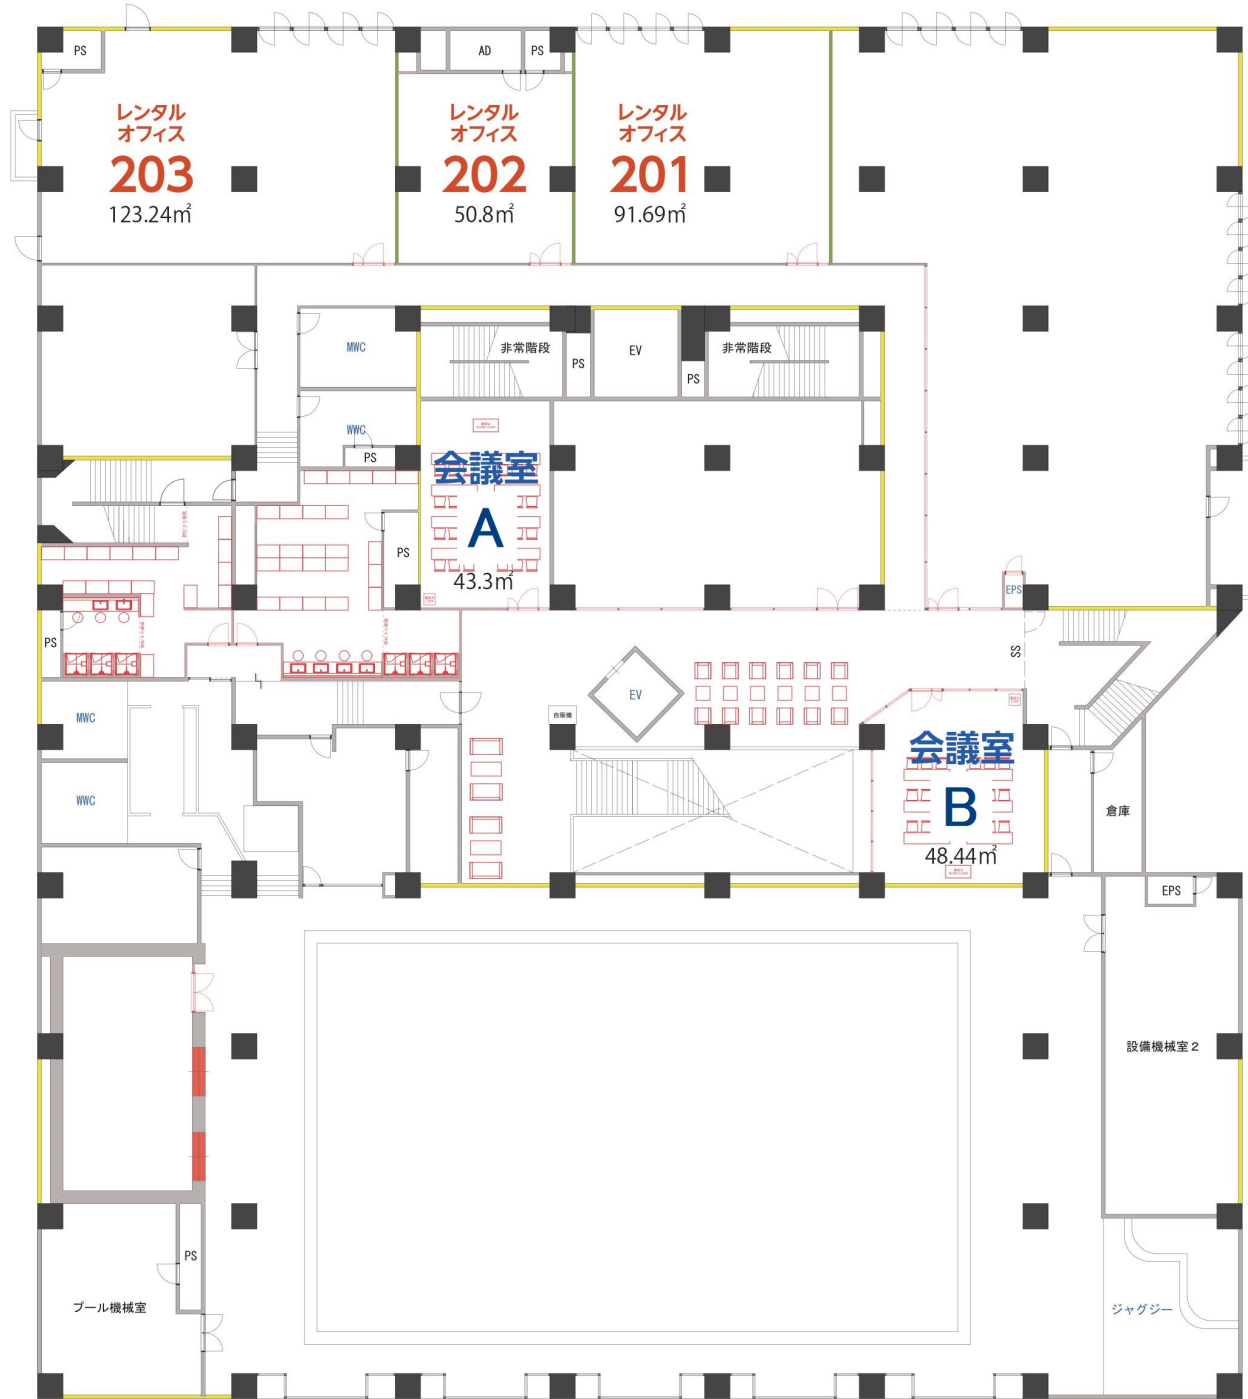 PS
AD
PS
レンタル
オフィス
203
123.24㎡
レンタル
オフィス
202
50.8㎡
レンタル
オフィス
201
91.69㎡
MWC
非常階段
PS
EV
PS
非常階段
WWC
PS
会議室
A
43.3㎡
PS
EPS
PS
SS
EV
自販機
MWC
WWC
会議室
B
48.44㎡
倉庫
EPS
設備機械室2
PS
プール機械室
ジャグジー